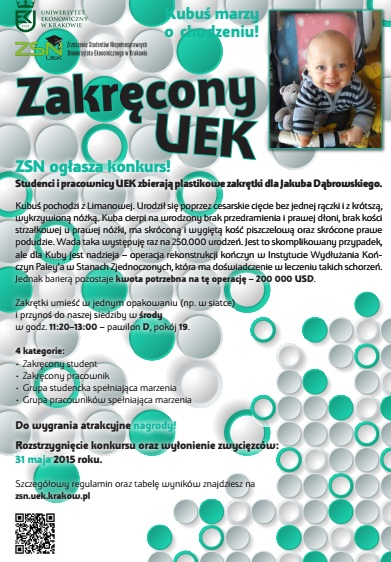 UNIWERSYTET
EKONOMICZNY
W KRAKOWIE
Kubuś marzy
o chodzeniu!
ZSN
UEK
Zrzeszenie Studentów Niepełnosprawnych
Uniwersytetu Ekonomicznego w Krakowie
Zakręcony
UEK
ZSN ogłasza konkurs!
Studenci i pracownicy UEK zbierają plastikowe zakrętki dla Jakuba Dąbrowskiego.
Kubuś pochodzi z Limanowej. Urodził się poprzez cesarskie cięcie bez jednej rączki i z krótszą,
wykrzywioną nóżką. Kuba cierpi na wrodzony brak przedramienia i prawej dłoni, brak kości
strzałkowej u prawej nóżki, ma skróconą i wygiętą kość piszczelową oraz skrócone prawe
podudzie. Wada taka występuję raz na 250.000 urodzeń. Jest to skomplikowany przypadek,
ale dla Kuby jest nadzieja – operacja rekonstrukcji kończyn w Instytucie Wydłużania Koń-
czyn Paley'a w Stanach Zjednoczonych, która ma doświadczenie w leczeniu takich schorzeń.
Jednak barierą pozostaje kwota potrzebna na tę operację – 200 000 USD.
Zakrętki umieść w jednym opakowaniu (np. w siatce)
i przynoś do naszej siedziby w środy
w godz. 11:20–13:00 – pawilon D, pokój 19.
4 kategorie:
• Zakręcony student
• Zakręcony pracownik
• Grupa studencka spełniająca marzenia
• Grupa pracowników spełniająca marzenia
Do wygrania atrakcyjne nagrody!
Rozstrzygnięcie konkursu oraz wyłonienie zwycięzców:
31 maja 2015 roku.
Szczegółowy regulamin oraz tabelę wyników znajdziesz na
zsn.uek.krakow.pl